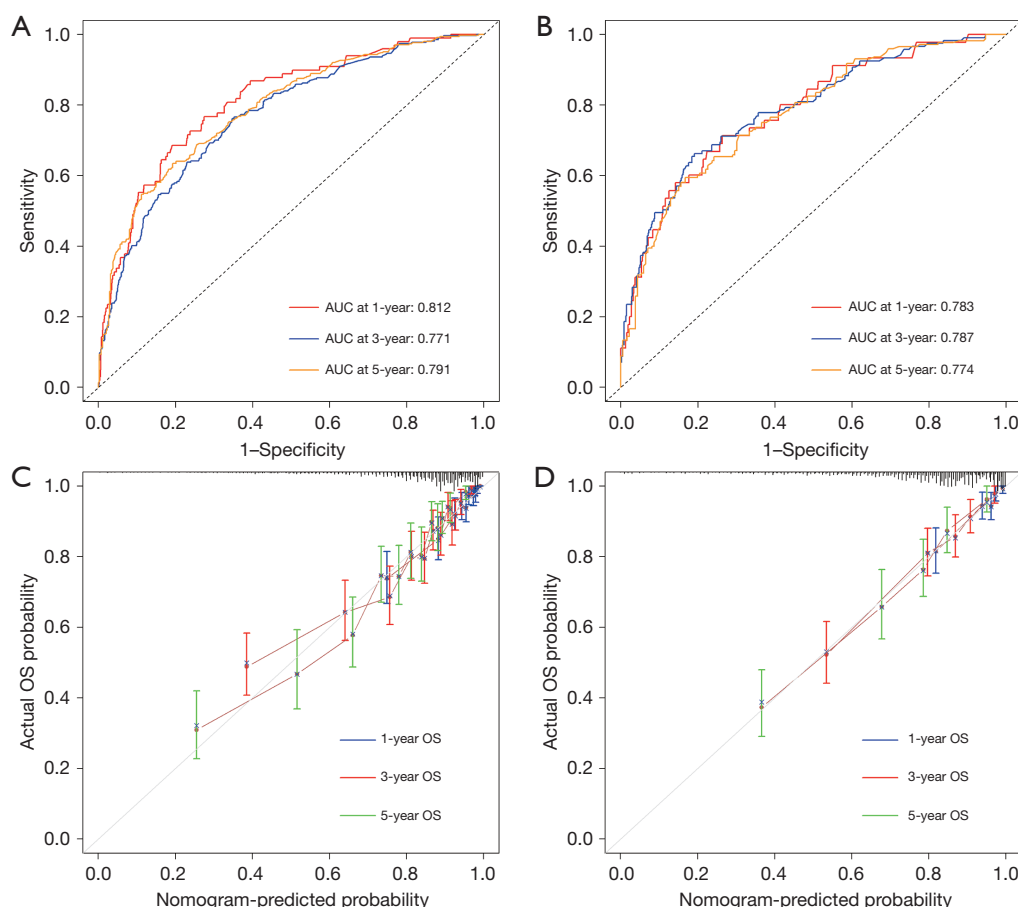 A
1.0
0.8
0.6
0.4
0.2
0.0
Sensitivity
AUC at 1-year: 0.812
AUC at 3-year: 0.771
AUC at 5-year: 0.791
0.0 0.2 0.4 0.6 0.8 1.0
1–Specificity
B
1.0
0.8
0.6
0.4
0.2
0.0
Sensitivity
AUC at 1-year: 0.783
AUC at 3-year: 0.787
AUC at 5-year: 0.774
0.0 0.2 0.4 0.6 0.8 1.0
1–Specificity
C
1.0
0.8
0.6
0.4
0.2
0.0
Actual OS probability
1-year OS
3-year OS
5-year OS
0.0 0.2 0.4 0.6 0.8 1.0
Nomogram-predicted probability
D
1.0
0.8
0.6
0.4
0.2
0.0
Actual OS probability
1-year OS
3-year OS
5-year OS
0.0 0.2 0.4 0.6 0.8 1.0
Nomogram-predicted probability